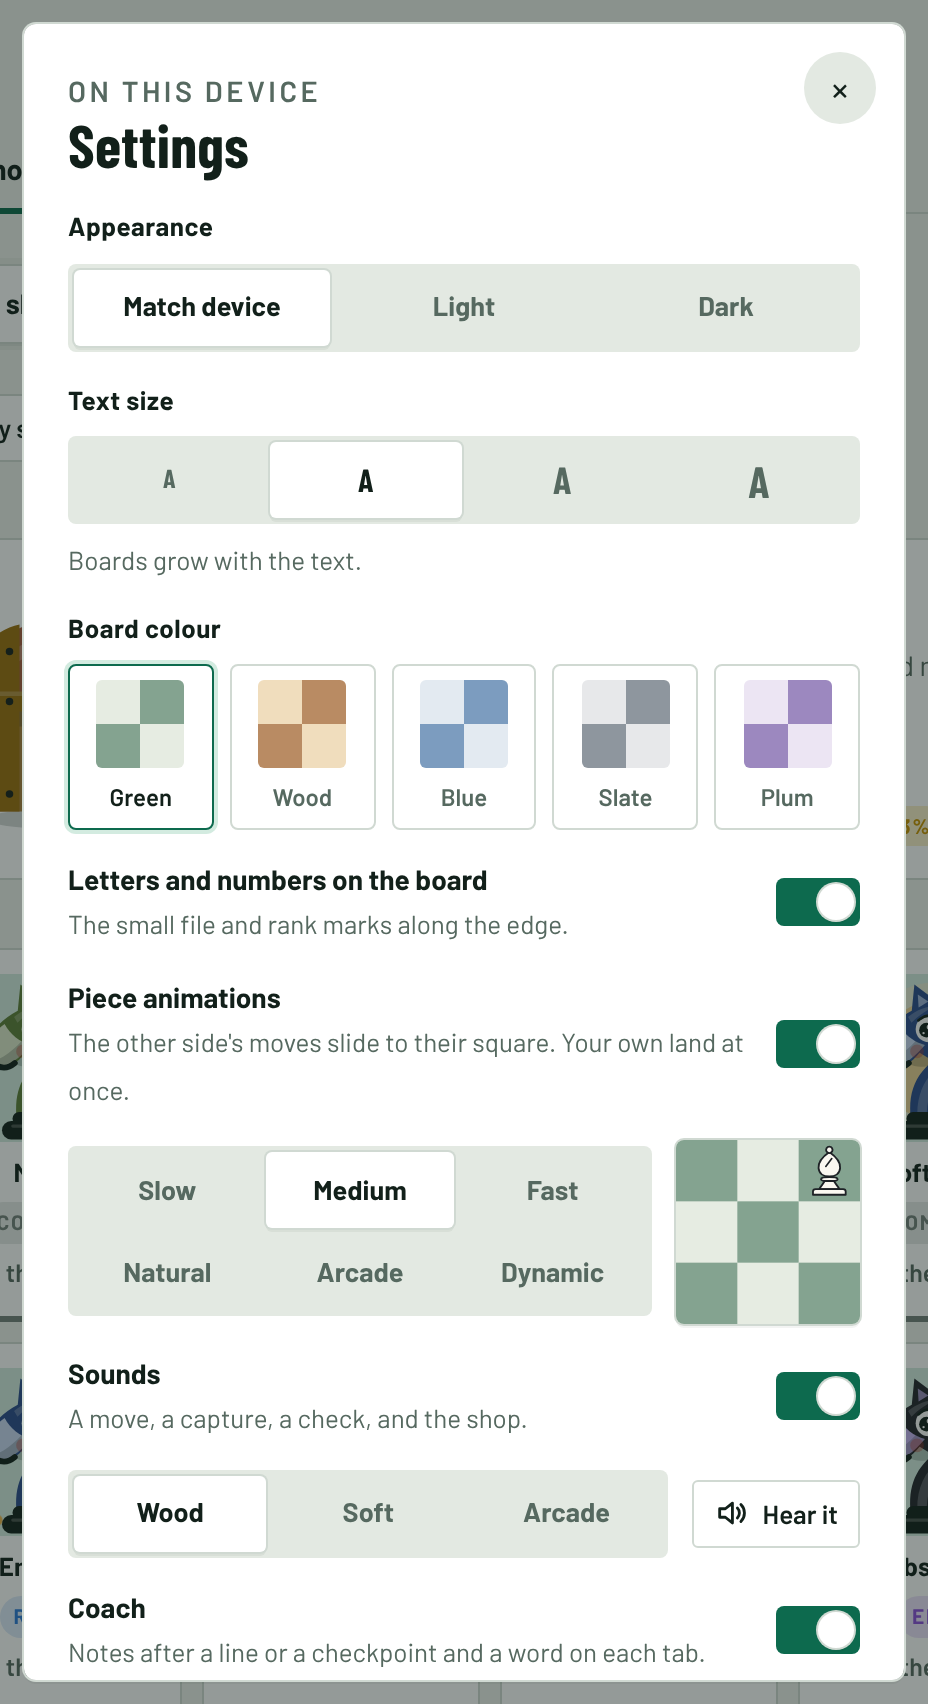 ON THIS DEVICE
Settings
×
Appearance
Match device
Light
Dark
Text size
A
A
A
A
Boards grow with the text.
Board colour
Green
Wood
Blue
Slate
Plum
Letters and numbers on the board
The small file and rank marks along the edge.
Piece animations
The other side's moves slide to their square. Your own land at
once.
Slow
Medium
Fast
Natural
Arcade
Dynamic
Sounds
A move, a capture, a check, and the shop.
Wood
Soft
Arcade
Hear it
Coach
Notes after a line or a checkpoint and a word on each tab.